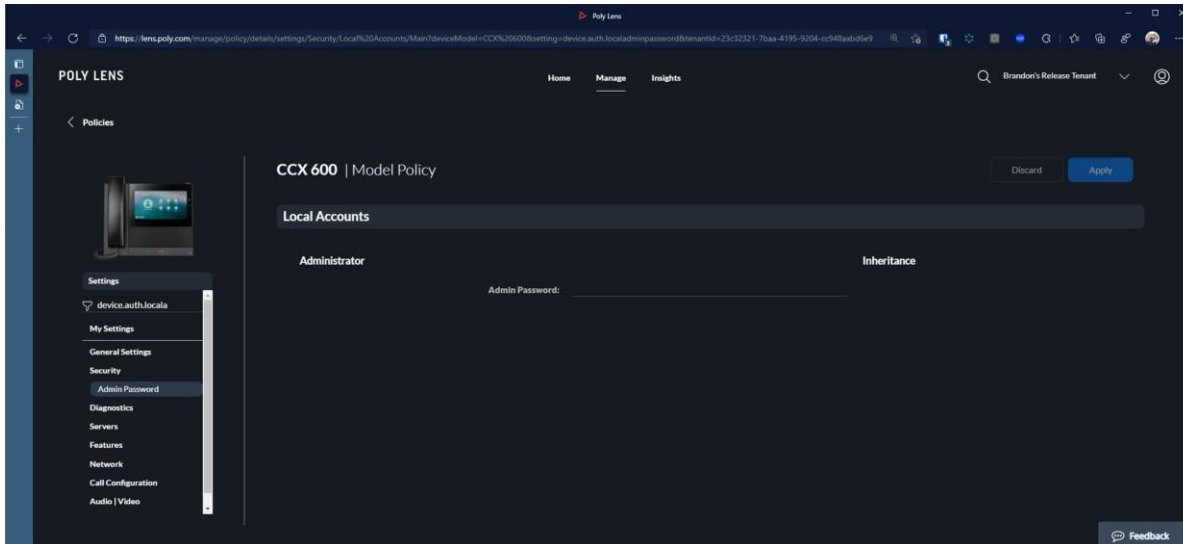 Poly Lens
https://lens.poly.com/manage/policy/details/settings/Security/Local%20Accounts/Main?deviceModel=CCX%20600&setting=device.auth.localadminpassword&tenantId=23c32321-7baa-4195-9204-cc948aabd6e9
POLY LENS
Home Manage Insights
Brandon's Release Tenant
Policies
CCX 600 | Model Policy
Discard Apply
Local Accounts
Administrator Inheritance
Admin Password:
Settings
device.auth.locala
My Settings
General Settings
Security
Admin Password
Diagnostics
Servers
Features
Network
Call Configuration
Audio | Video
Feedback